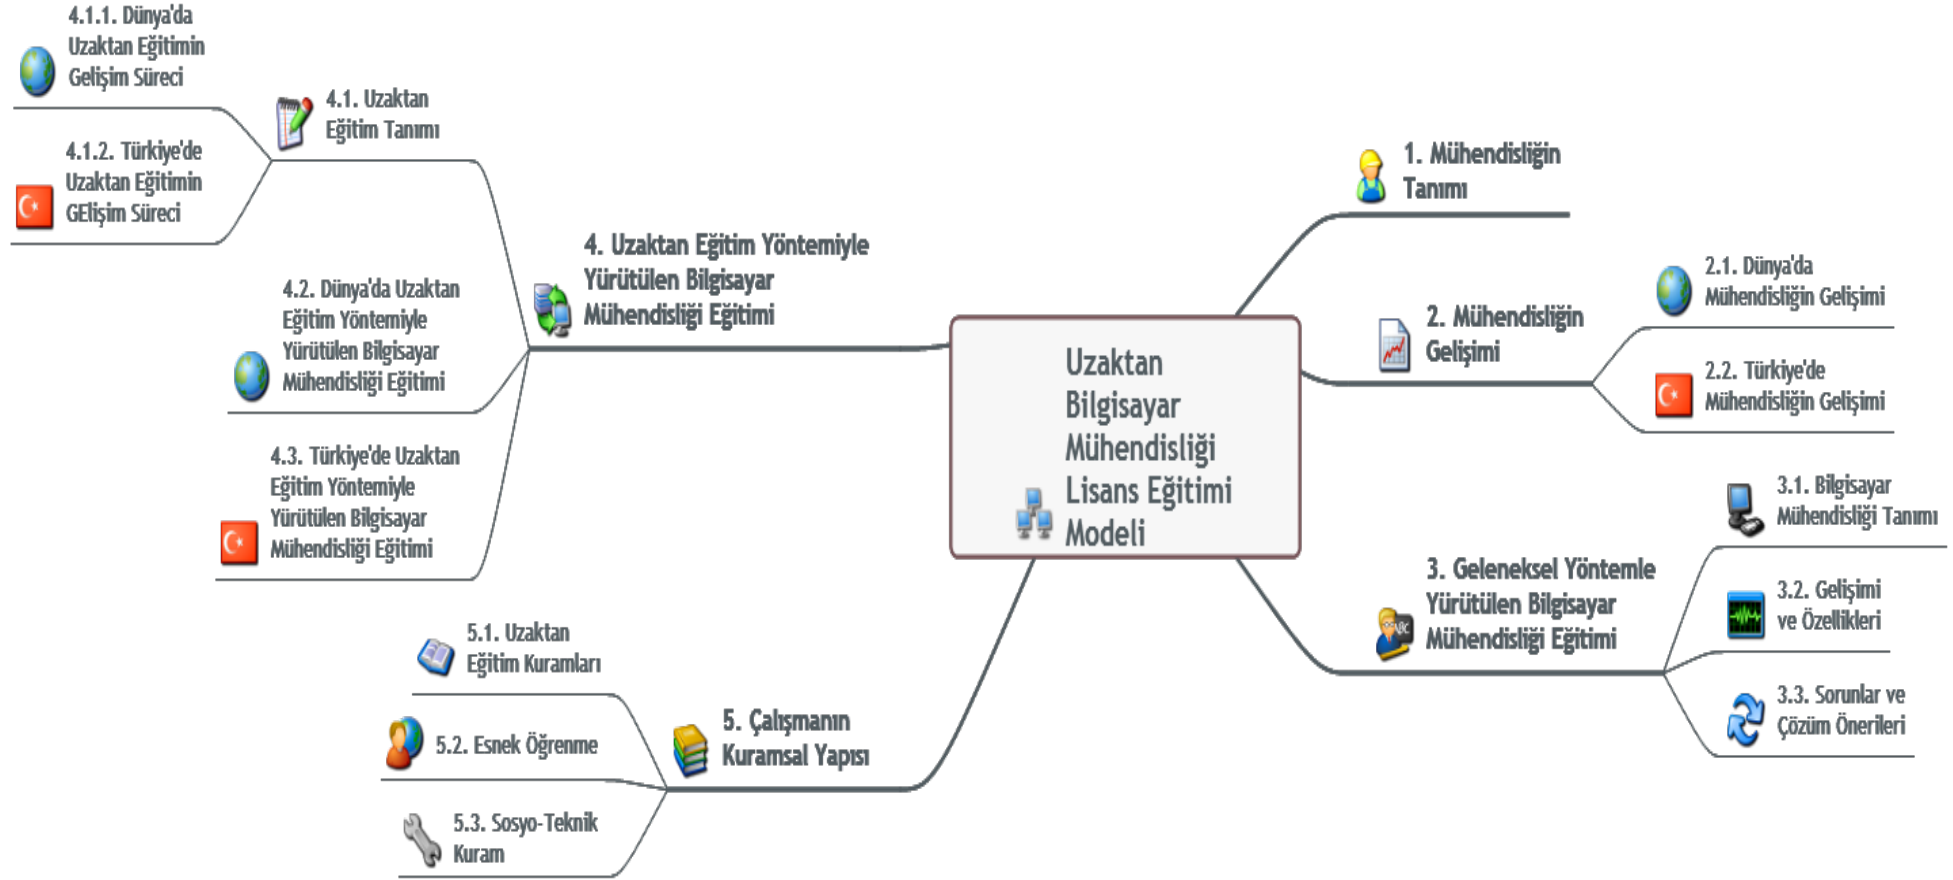 Uzaktan
Bilgisayar
Mühendisliği
Lisans Eğitimi
Modeli
1. Mühendisliğin
Tanımı
2. Mühendisliğin
Gelişimi
2.1. Dünya'da
Mühendisliğin Gelişimi
2.2. Türkiye'de
Mühendisliğin Gelişimi
3. Geleneksel Yöntemle
Yürütülen Bilgisayar
Mühendisliği Eğitimi
3.1. Bilgisayar
Mühendisliği Tanımı
3.2. Gelişimi
ve Özellikleri
3.3. Sorunlar ve
Çözüm Önerileri
4. Uzaktan Eğitim Yöntemiyle
Yürütülen Bilgisayar
Mühendisliği Eğitimi
4.1. Uzaktan
Eğitim Tanımı
4.1.1. Dünya'da
Uzaktan Eğitimin
Gelişim Süreci
4.1.2. Türkiye'de
Uzaktan Eğitimin
GElişim Süreci
4.2. Dünya'da Uzaktan
Eğitim Yöntemiyle
Yürütülen Bilgisayar
Mühendisliği Eğitimi
4.3. Türkiye'de Uzaktan
Eğitim Yöntemiyle
Yürütülen Bilgisayar
Mühendisliği Eğitimi
5. Çalışmanın
Kuramsal Yapısı
5.1. Uzaktan
Eğitim Kuramları
5.2. Esnek Öğrenme
5.3. Sosyo-Teknik
Kuram